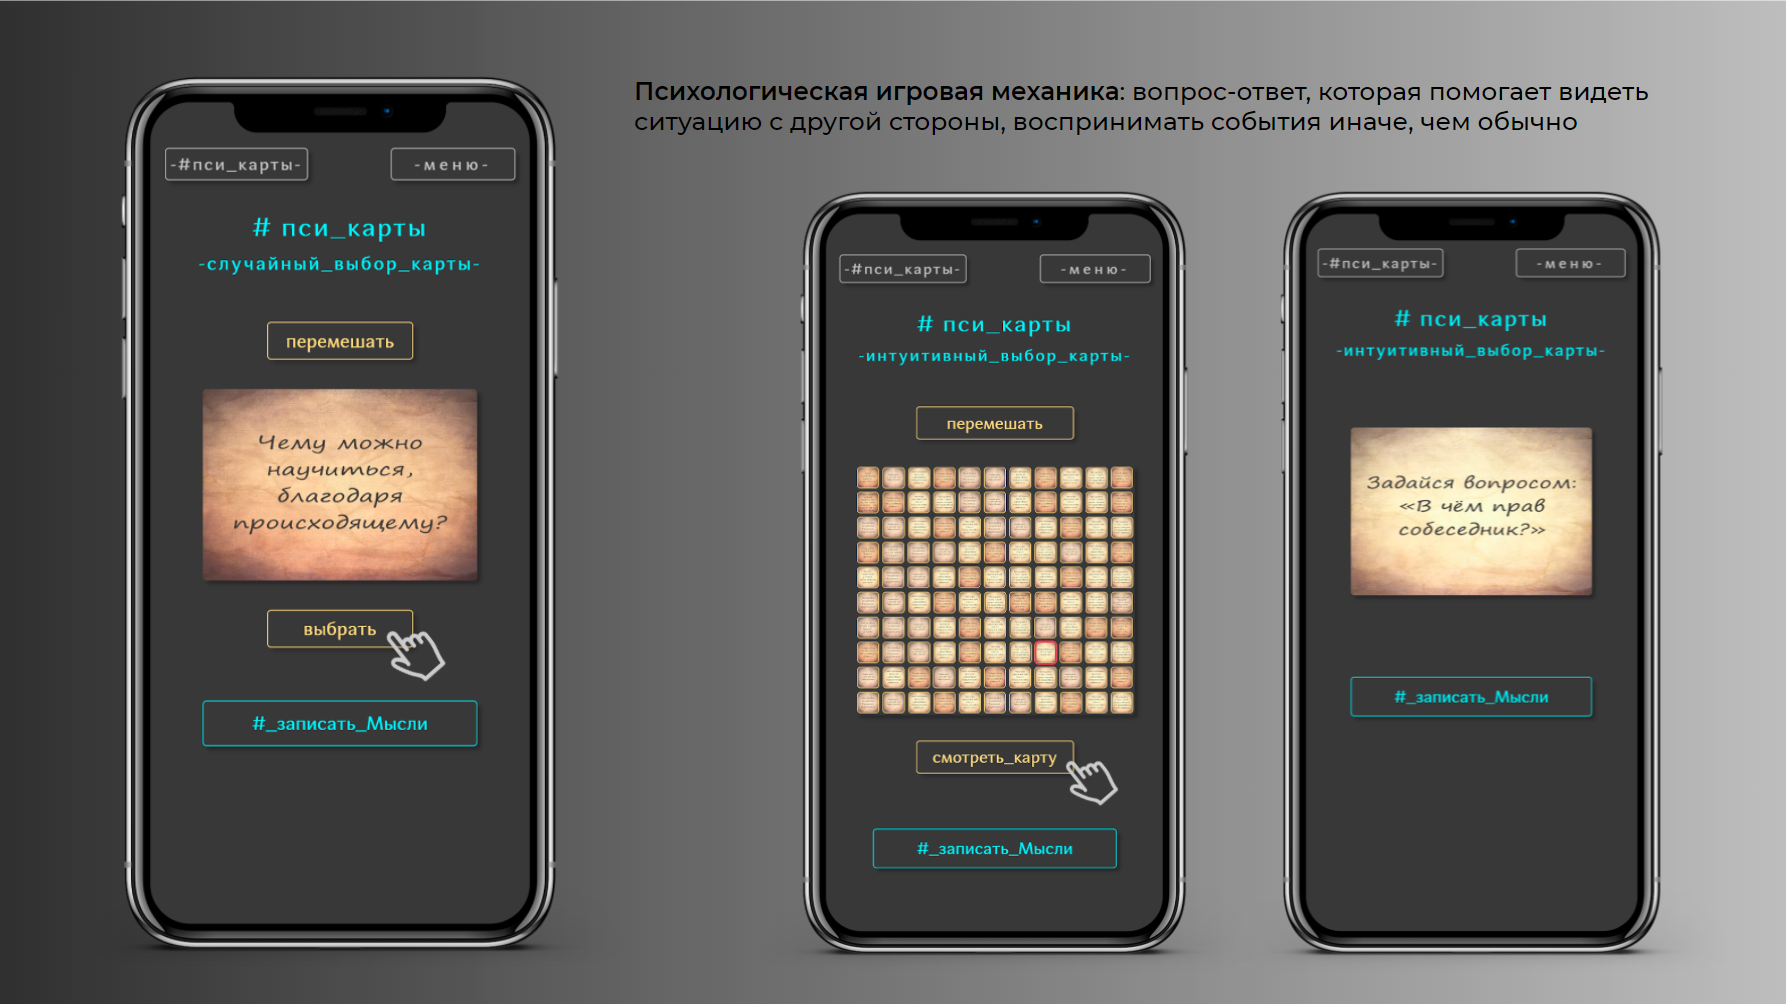 Психологическая игровая механика: вопрос-ответ, которая помогает видеть
ситуацию с другой стороны, воспринимать события иначе, чем обычно
-#пси_карты-
-меню-
# пси_карты
-случайный_выбор_карты-
перемешать
Чему можно
научиться,
благодаря
происходящему?
выбрать
#_записать_Мысли
-#пси_карты-
-меню-
# пси_карты
-интуитивный_выбор_карты-
перемешать
смотреть_карту
#_записать_Мысли
-#пси_карты-
-меню-
# пси_карты
-интуитивный_выбор_карты-
Задайся вопросом:
«В чём прав
собеседник?»
#_записать_Мысли